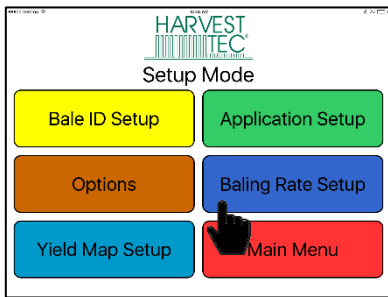 HARVEST
TEC
Setup Mode
Bale ID Setup
Application Setup
Options
Baling Rate Setup
Yield Map Setup
Main Menu